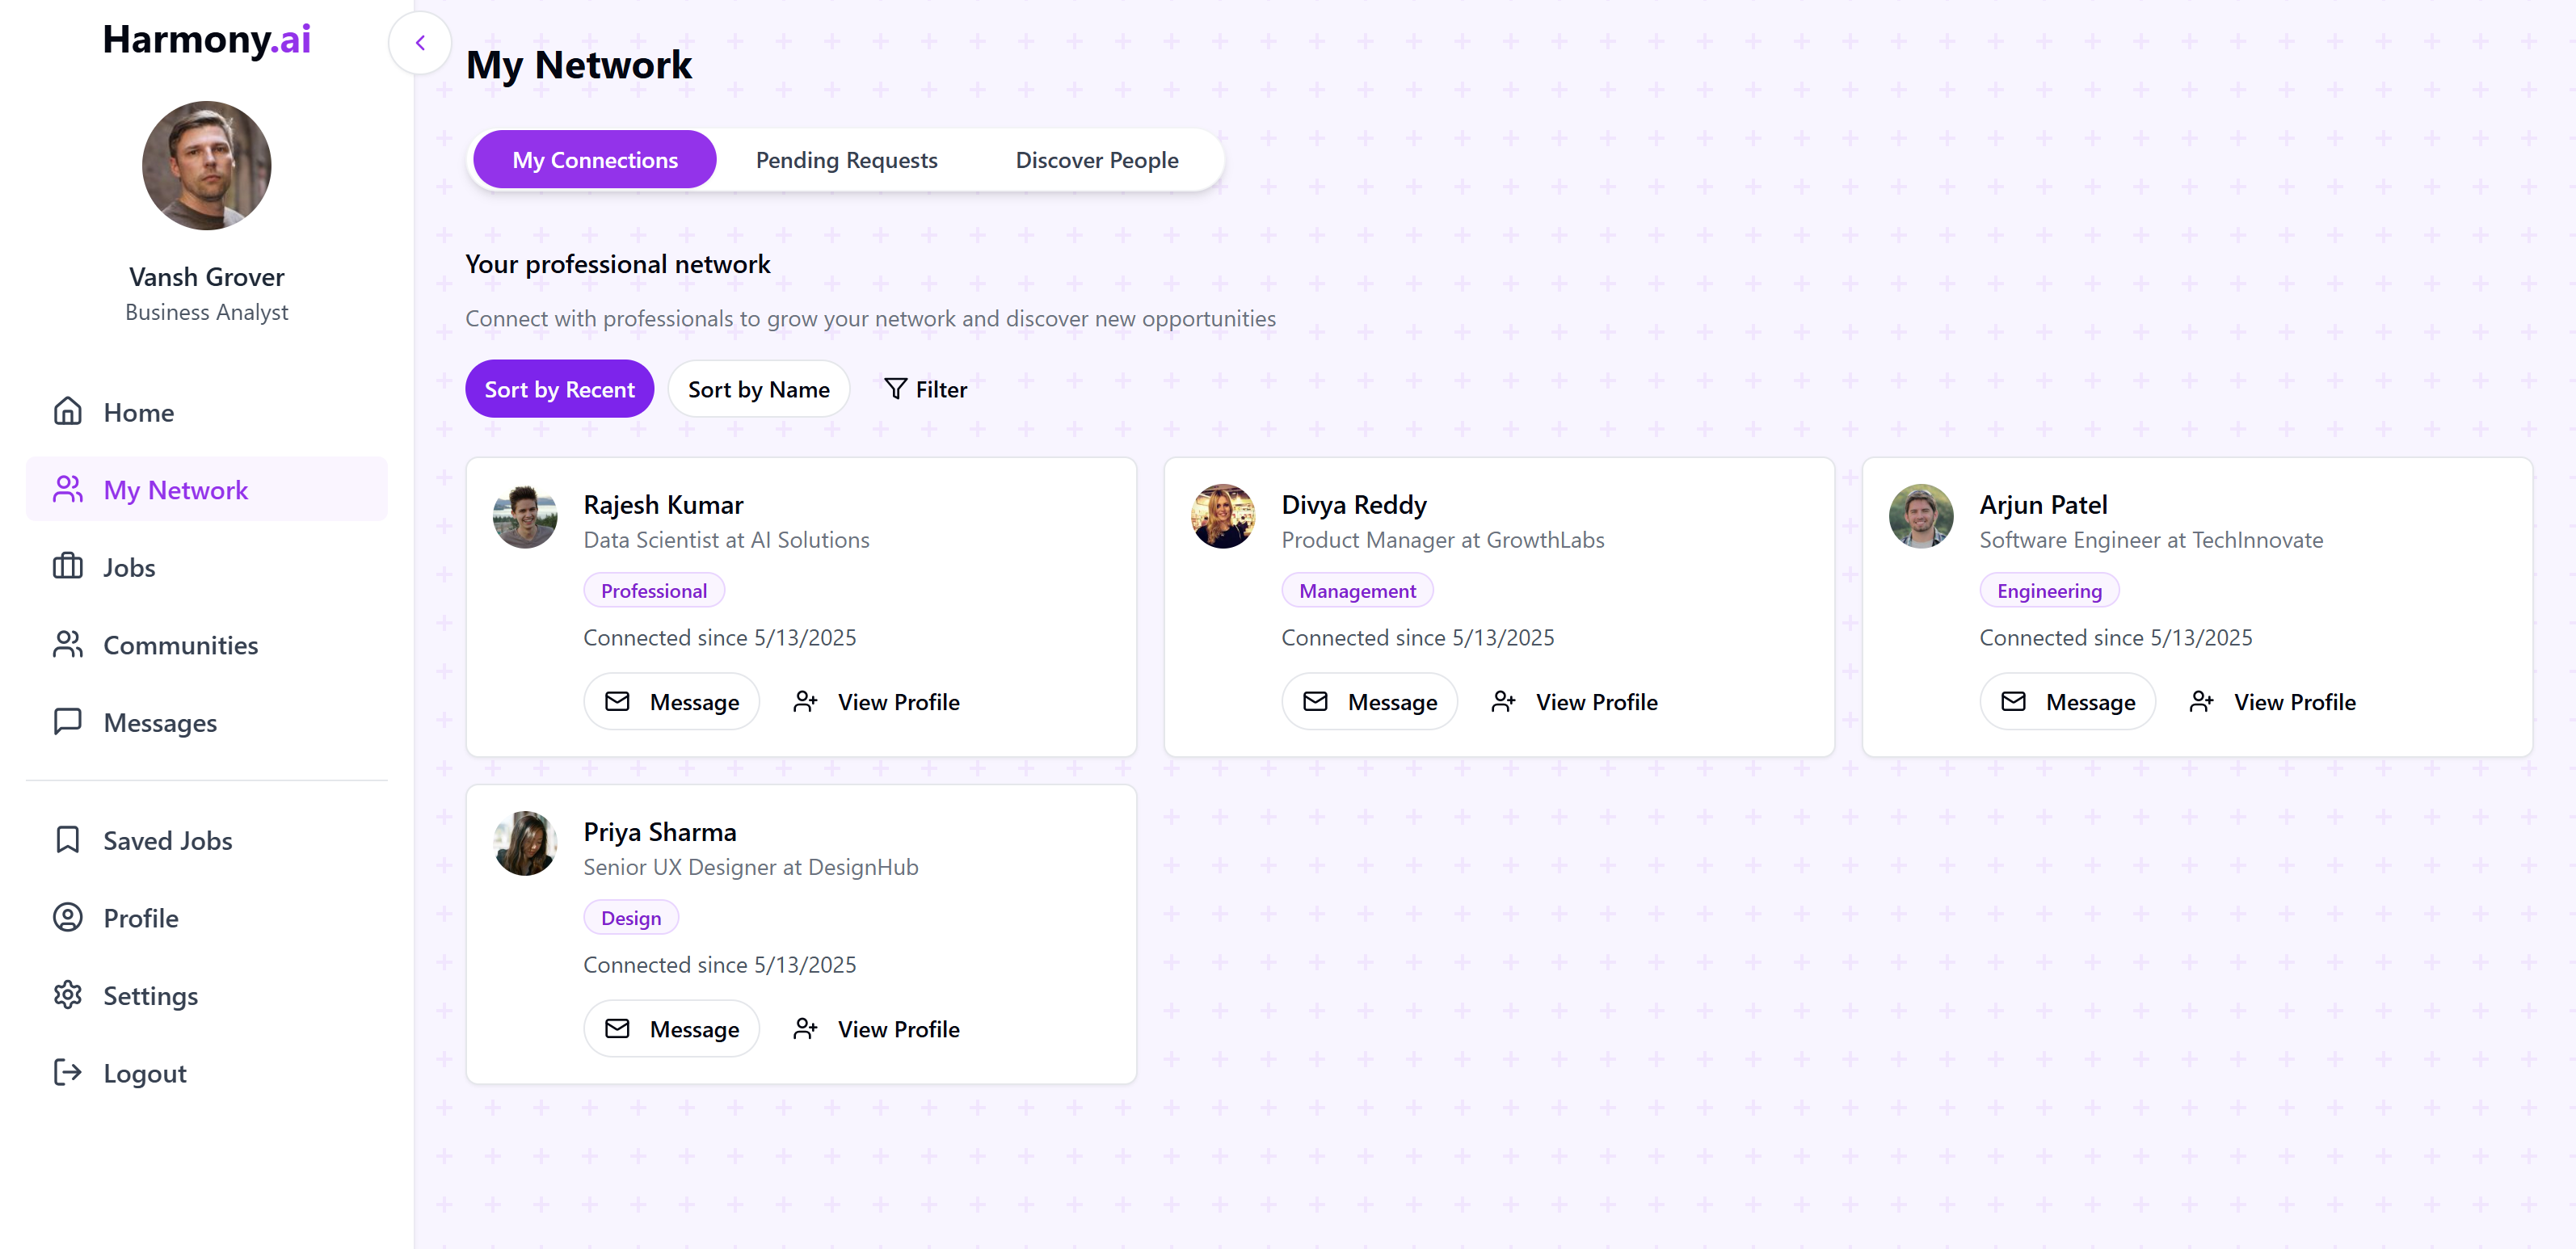 Harmony.ai
Vansh Grover
Business Analyst
Home
My Network
Jobs
Communities
Messages
Saved Jobs
Profile
Settings
Logout
My Network
My Connections Pending Requests Discover People
Your professional network
Connect with professionals to grow your network and discover new opportunities
Sort by Recent Sort by Name Filter
Rajesh Kumar
Data Scientist at AI Solutions
Professional
Connected since 5/13/2025
Message View Profile
Divya Reddy
Product Manager at GrowthLabs
Management
Connected since 5/13/2025
Message View Profile
Arjun Patel
Software Engineer at TechInnovate
Engineering
Connected since 5/13/2025
Message View Profile
Priya Sharma
Senior UX Designer at DesignHub
Design
Connected since 5/13/2025
Message View Profile